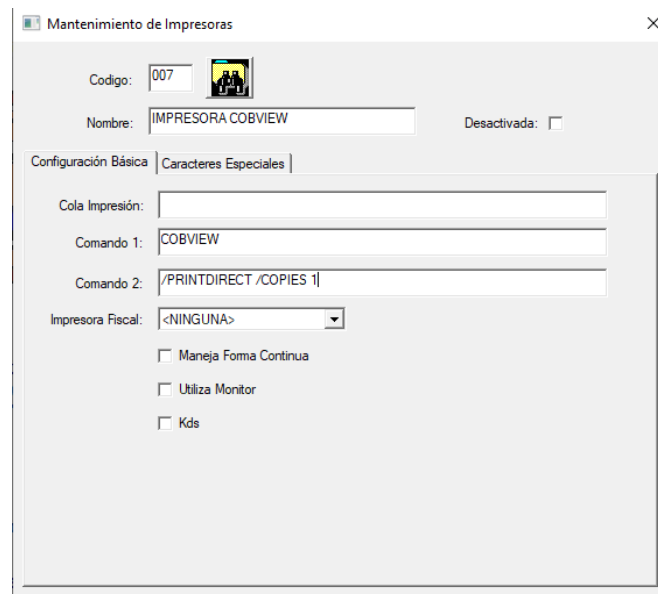 Mantenimiento de Impresoras
Codigo: 007
Nombre: IMPRESORA COBVIEW Desactivada:
Configuración Básica Caracteres Especiales
Cola Impresión:
Comando 1: COBVIEW
Comando 2: /PRINTDIRECT /COPIES 1
Impresora Fiscal: <NINGUNA>
Maneja Forma Continua
Utiliza Monitor
Kds